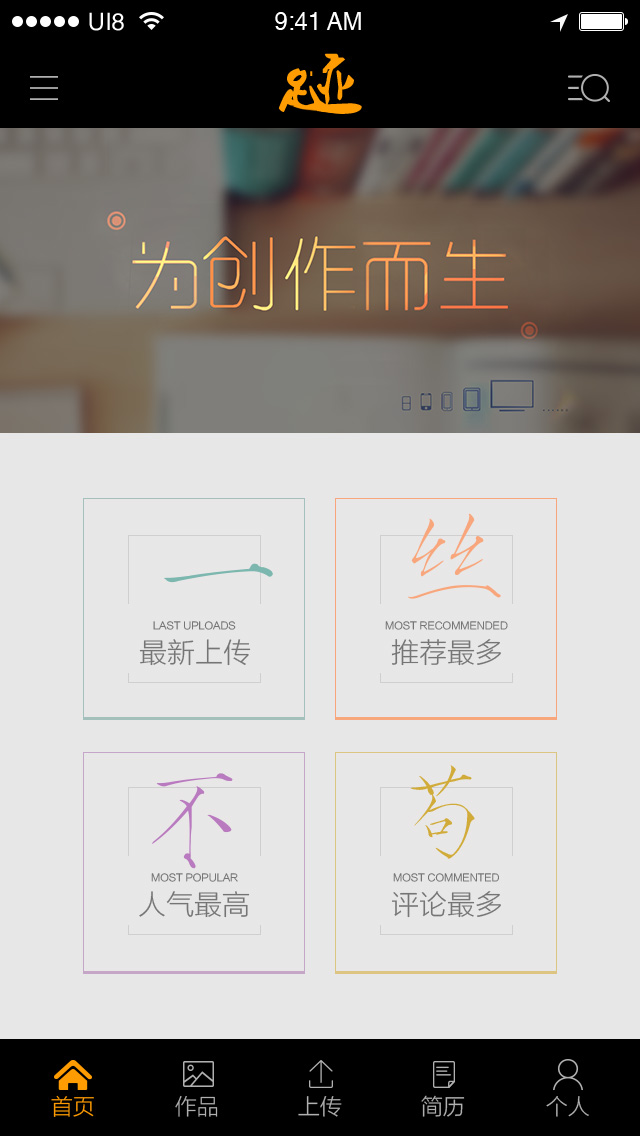 UI8 9:41 AM
迹
为创作而生
一
LAST UPLOADS
最新上传
丝
MOST RECOMMENDED
推荐最多
不
MOST POPULAR
人气最高
苟
MOST COMMENTED
评论最多
首页 作品 上传 简历 个人